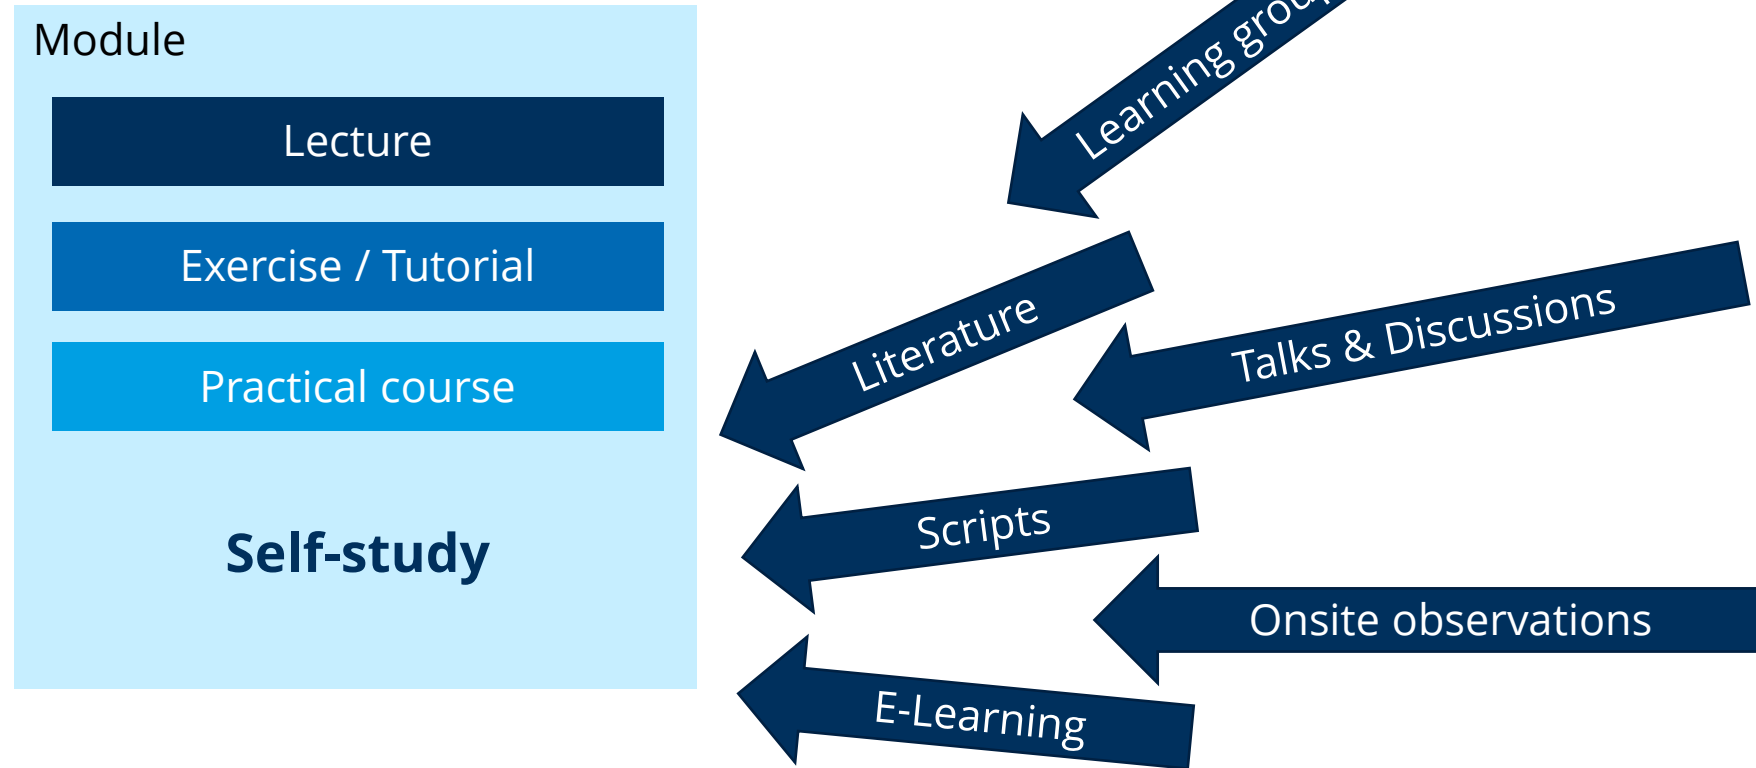 Module
Lecture
Exercise / Tutorial
Practical course
Self-study
Learning
Literature
Talks & Discussions
Scripts
Onsite observations
E-Learning